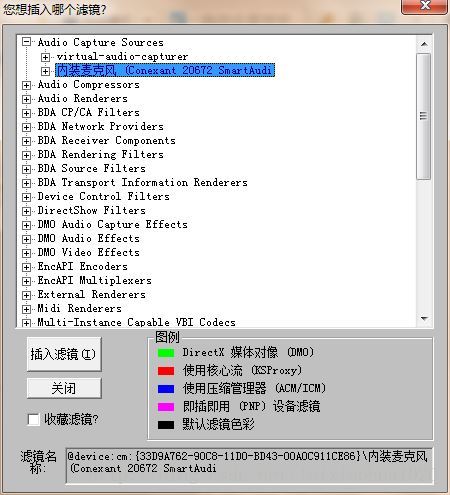 您想插入哪个滤镜?
Audio Capture Sources
virtual-audio-capturer
内装麦克风 (Conexant 20672 SmartAudi
Audio Compressors
Audio Renderers
BDA CP/CA Filters
BDA Network Providers
BDA Receiver Components
BDA Rendering Filters
BDA Source Filters
BDA Transport Information Renderers
Device Control Filters
DirectShow Filters
DMO Audio Capture Effects
DMO Audio Effects
DMO Video Effects
EncAPI Encoders
EncAPI Multiplexers
External Renderers
Midi Renderers
Multi-Instance Capable VBI Codecs
插入滤镜(I)
关闭
收藏滤镜?
图例
DirectX 媒体对像 (DMO)
使用核心流 (KSProxy)
使用压缩管理器 (ACM/ICM)
即插即用 (PNP) 设备滤镜
默认滤镜色彩
滤镜名称:
@device:cm:{33D9A762-90C8-11D0-BD43-00A0C911CE86}\内装麦克风
(Conexant 20672 SmartAudi